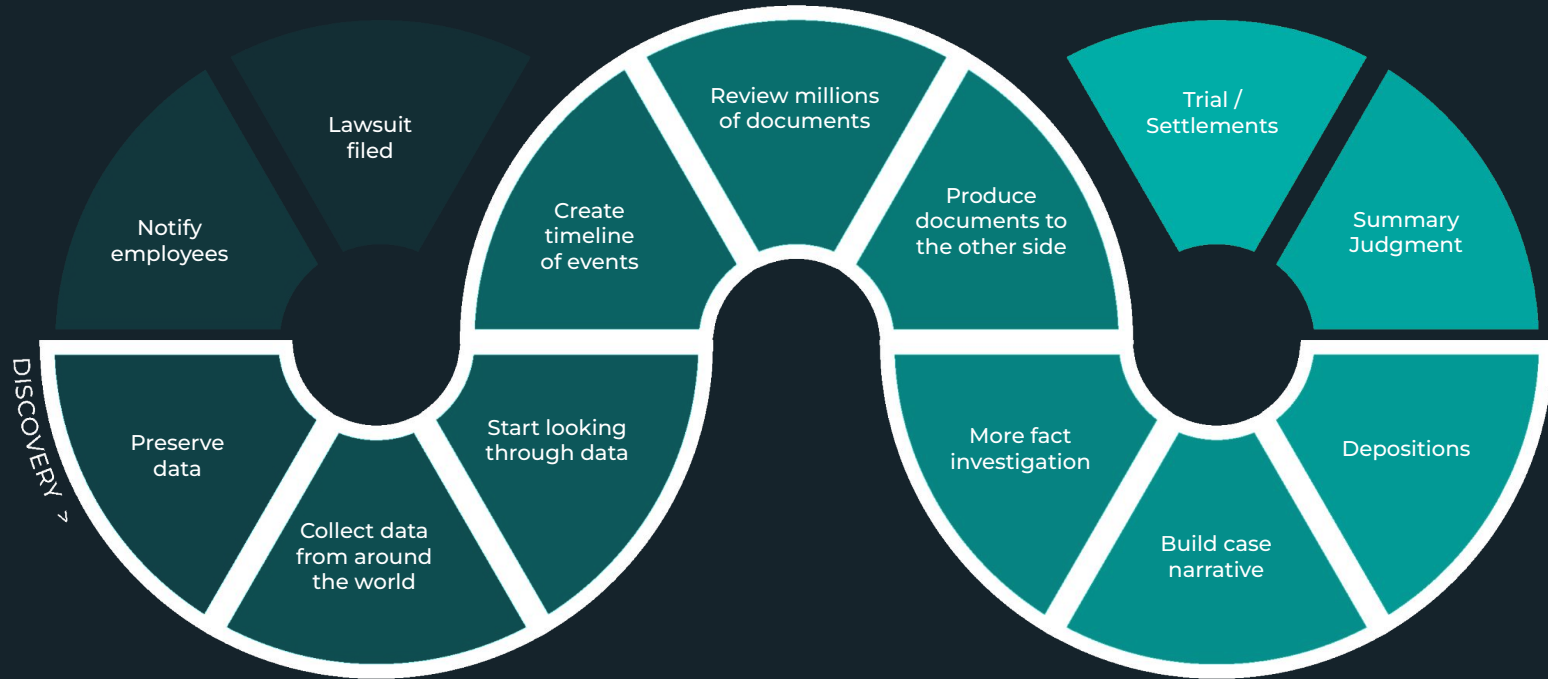 Lawsuit
filed
Notify
employees
DISCOVERY >
Preserve
data
Collect data
from around
the world
Start looking
through data
Create
timeline
of events
Review millions
of documents
Produce
documents to
the other side
More fact
investigation
Build case
narrative
Depositions
Summary
Judgment
Trial /
Settlements